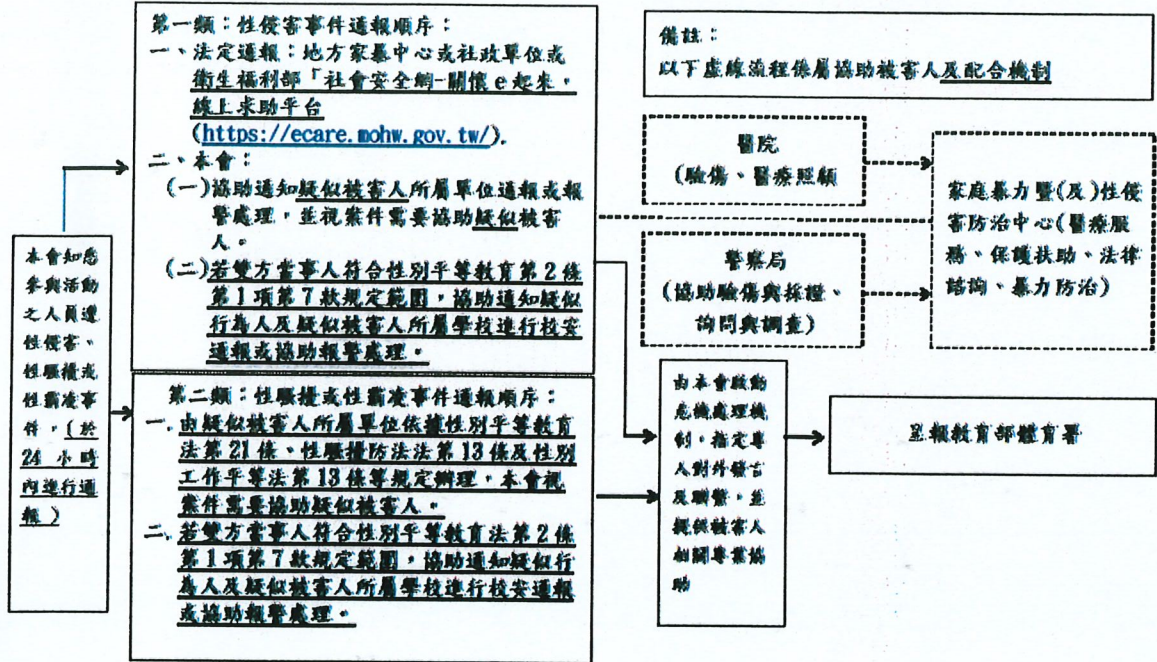 本會知悉
參與活動
之人員遭
性侵害、
性騷擾或
性霸凌事
件,(於
24 小時
內進行通
報)
第一類：性侵害事件通報順序：
一、法定通報：地方家暴中心或社政單位或
衛生福利部「社會安全網-關懷 e 起來,
線上求助平台
(https://ecare.mohw.gov.tw/).
二、本會：
(一)協助通知疑似被害人所屬單位通報或報
警處理,並視案件需要協助疑似被害
人。
(二)若雙方當事人符合性別平等教育第 2 條
第 1 項第 7 款規定範圍,協助通知疑似
行為人及疑似被害人所屬學校進行校安
通報或協助報警處理。
第二類：性騷擾或性霸凌事件通報順序：
一、由疑似被害人所屬單位依據性別平等教育
法第 21 條、性騷擾防法法第 13 條及性別
工作平等法第 13 條等規定辦理,本會視
案件需要協助疑似被害人。
二、若雙方當事人符合性別平等教育法第 2 條
第 1 項第 7 款規定範圍,協助通知疑似行
為人及疑似被害人所屬學校進行校安通報
或協助報警處理。
備註：
以下虛線流程係屬協助被害人及配合機制
醫院
(驗傷、醫療照顧
警察局
(協助驗傷與採證、
詢問與調查)
家庭暴力暨(及)性侵
害防治中心(醫療服
務、保護扶助、法律
諮詢、暴力防治)
由本會啟動
危機處理機
制,指定專
人對外發言
及聯繫,並
提供被害人
相關專業協
助
呈報教育部體育署